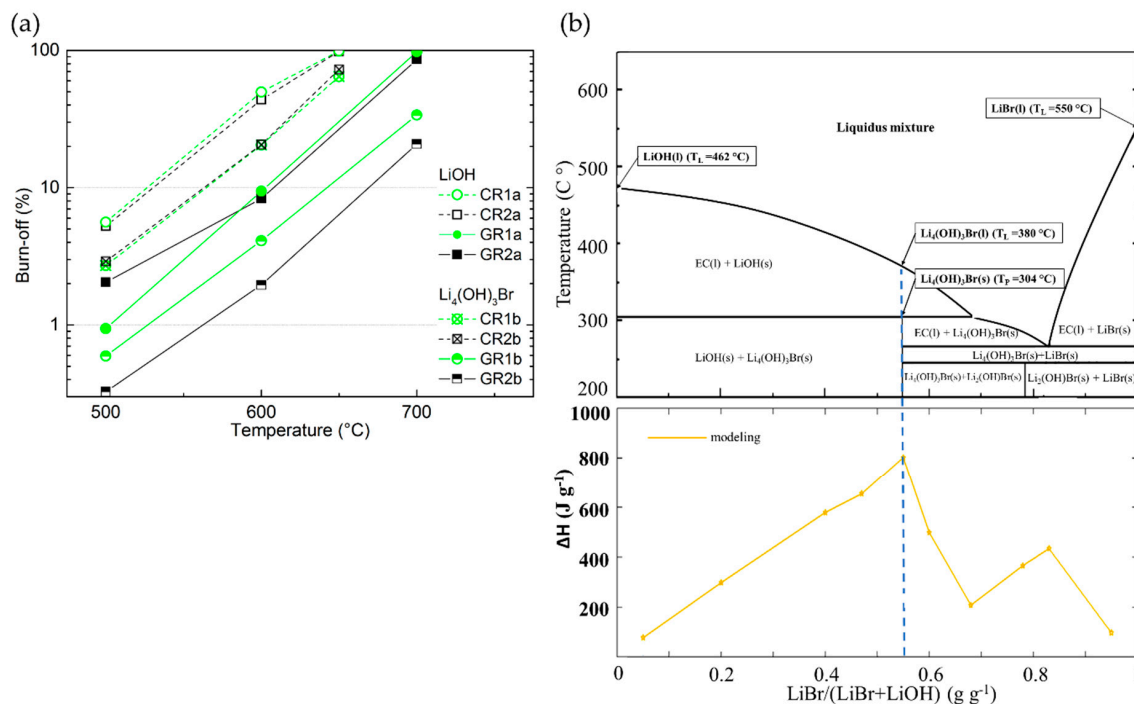 (a)
100
10
1
Burn-off (%)
500
600
700
Temperature (°C)
LiOH
CR1a
CR2a
GR1a
GR2a
Li4(OH)3Br
CR1b
CR2b
GR1b
GR2b
(b)
600
500
400
300
200
Temperature (C °)
LiBr(l) (TL =550 °C)
Liquidus mixture
LiOH(l) (TL =462 °C)
Li4(OH)3Br(l) (TL =380 °C)
Li4(OH)3Br(s) (TP =304 °C)
EC(l) + LiOH(s)
EC(l) + Li4(OH)3Br(s)
EC(l) + LiBr(s)
LiOH(s) + Li4(OH)3Br(s)
Li4(OH)3Br(s)+LiBr(s)
Li4(OH)3Br(s)+Li2(OH)Br(s)
Li2(OH)Br(s) + LiBr(s)
1000
800
600
400
200
ΔH (J g-1)
modeling
0
0.2
0.4
0.6
0.8
LiBr/(LiBr+LiOH) (g g-1)